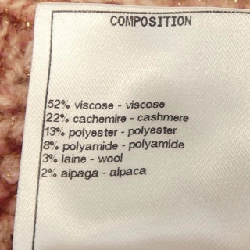 COMPOSITION
52% viscose - viscose
22% cachemire - cashmere
13% polyester - polyester
8% polyamide - polyamide
3% laine - wool
2% alpaga - alpaca